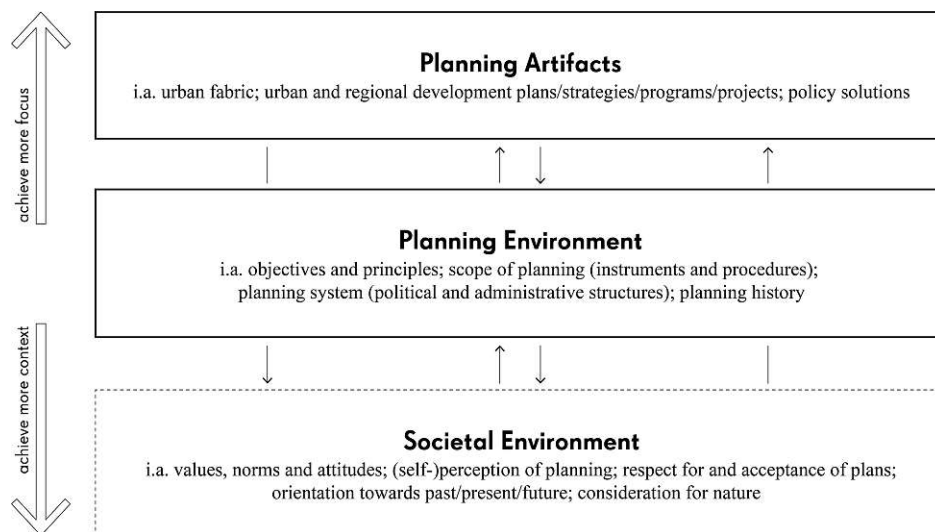 achieve more focus
Planning Artifacts
i.a. urban fabric; urban and regional development plans/strategies/programs/projects; policy solutions
Planning Environment
i.a. objectives and principles; scope of planning (instruments and procedures);
planning system (political and administrative structures); planning history
achieve more context
Societal Environment
i.a. values, norms and attitudes; (self-)perception of planning; respect for and acceptance of plans;
orientation towards past/present/future; consideration for nature